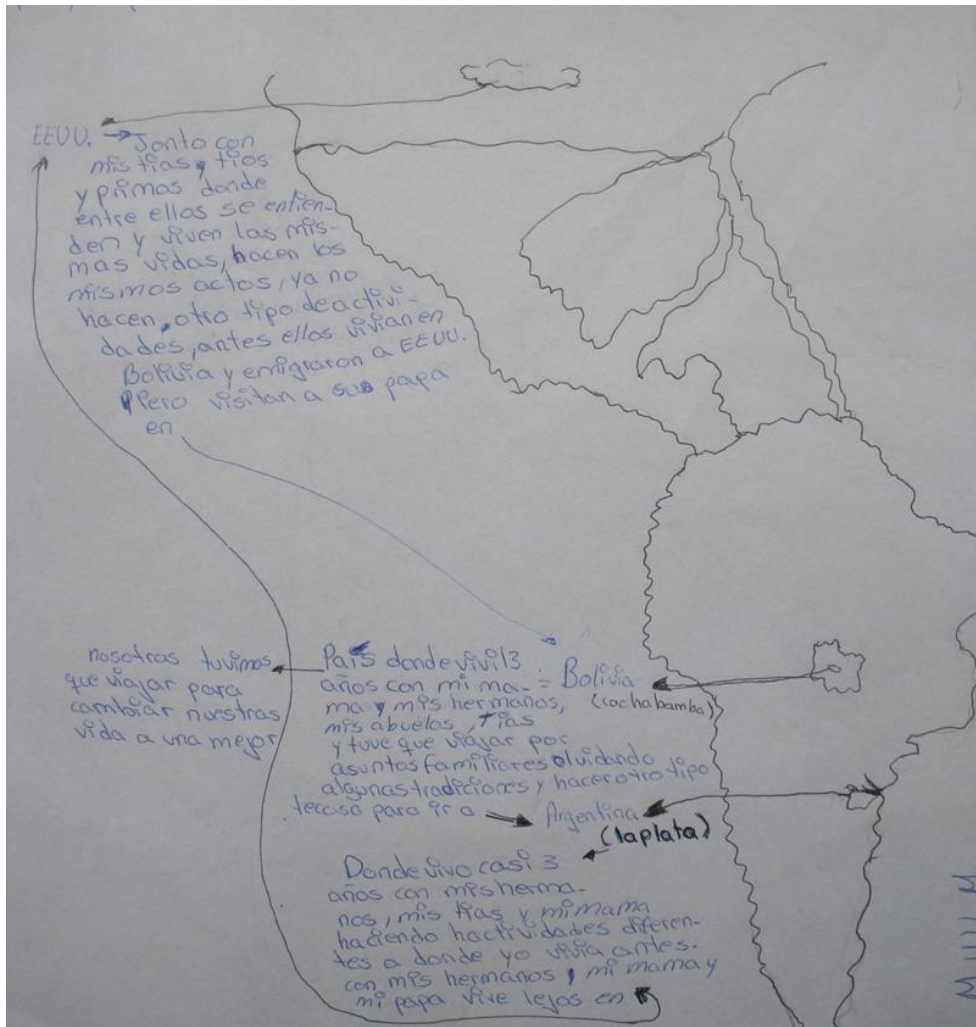 EEUU. → Jonto con
mis tias, tios
y primos donde
entre ellos se entien-
den y viven las mis-
mas vidas, hacen los
mismos actos, ya no
hacen, otro tipo de activi-
dades, antes ellos vivian en
Bolivia y emigraron a EEUU.
Pero visitan a sus papa
en
nosotras tuvimos
que viajar para
cambiar nuestras
vida a una mejor
País donde viví 13
años con mi ma-
ma y mis hermanos,
mis abuelos, tias
y tuve que viajar por
asuntos familiares olvidando
algunas tradiciones y hacer otro tipo
de cosa para ir a
= Bolivia
(cochabamba)
Argentina
(la plata)
Donde vivo casi 3
años con mis herma-
nos, mis tias y mi mama
haciendo hactividades diferen-
tes a donde yo vivia antes.
con mis hermanos, mi mama y
mi papa vive lejos en